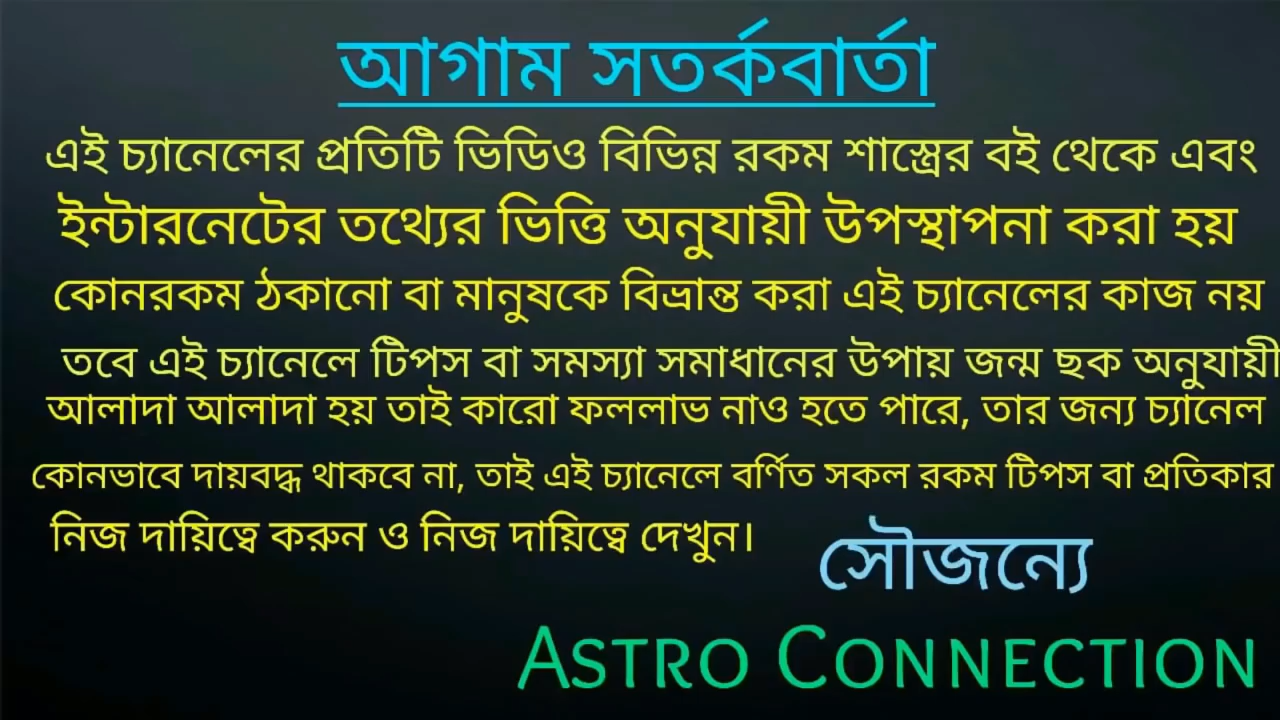 আগাম সতর্কবার্তা
এই চ্যানেলের প্রতিটি ভিডিও বিভিন্ন রকম শাস্ত্রের বই থেকে এবং
ইন্টারনেটের তথ্যের ভিত্তি অনুযায়ী উপস্থাপনা করা হয়
কোনরকম ঠকানো বা মানুষকে বিভ্রান্ত করা এই চ্যানেলের কাজ নয়
তবে এই চ্যানেলে টিপস বা সমস্যা সমাধানের উপায় জন্ম ছক অনুযায়ী
আলাদা আলাদা হয় তাই কারো ফললাভ নাও হতে পারে, তার জন্য চ্যানেল
কোনভাবে দায়বদ্ধ থাকবে না, তাই এই চ্যানেলে বর্ণিত সকল রকম টিপস বা প্রতিকার
নিজ দায়িত্বে করুন ও নিজ দায়িত্বে দেখুন।
সৌজন্যে
ASTRO CONNECTION